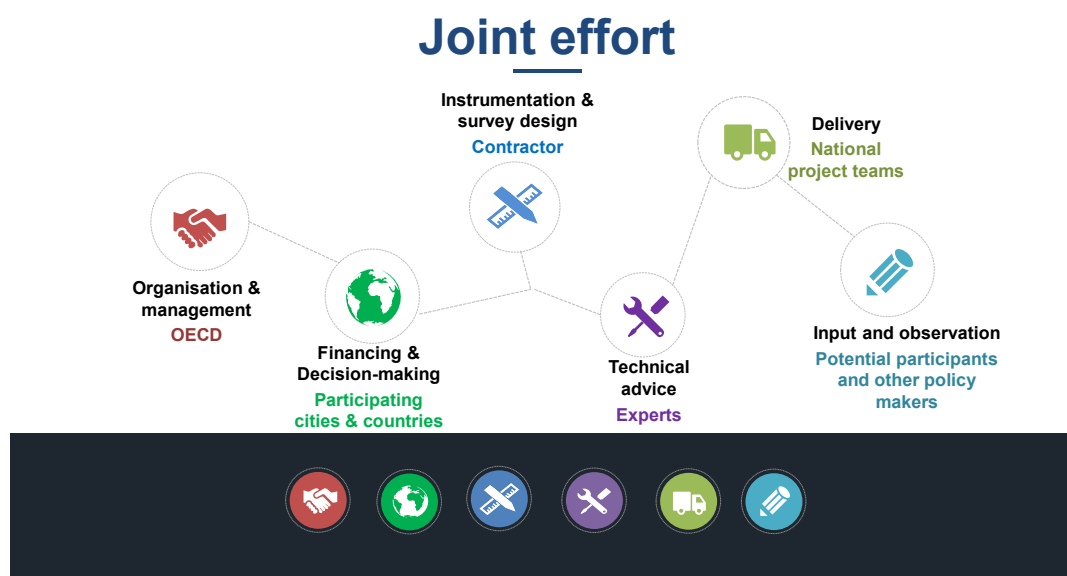 Joint effort
Organisation &
management
OECD
Financing &
Decision-making
Participating
cities & countries
Instrumentation &
survey design
Contractor
Technical
advice
Experts
Delivery
National
project teams
Input and observation
Potential participants
and other policy
makers